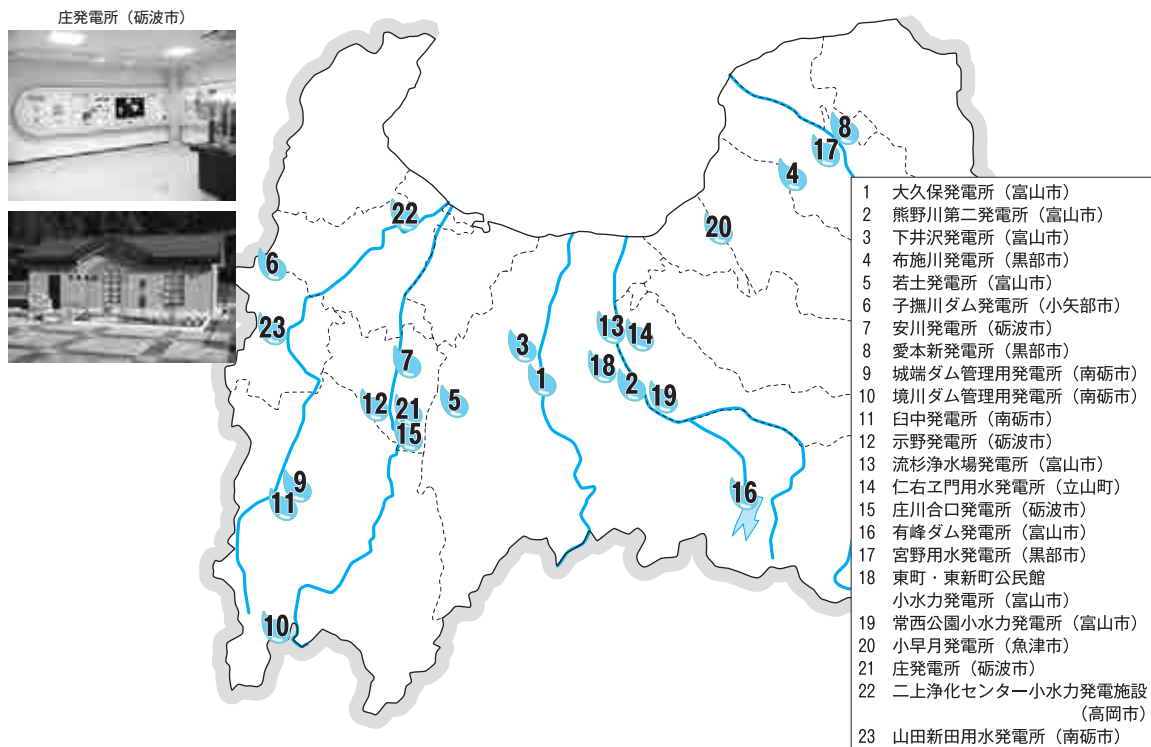 庄発電所（砺波市）
8
17
4
22
20
6
23
13
14
3
7
18
1
2
19
12
21
5
15
9
11
16
10
1 大久保発電所（富山市）
2 熊野川第二発電所（富山市）
3 下井沢発電所（富山市）
4 布施川発電所（黒部市）
5 若土発電所（富山市）
6 子撫川ダム発電所（小矢部市）
7 安川発電所（砺波市）
8 愛本新発電所（黒部市）
9 城端ダム管理用発電所（南砺市）
10 境川ダム管理用発電所（南砺市）
11 臼中発電所（南砺市）
12 示野発電所（砺波市）
13 流杉浄水場発電所（富山市）
14 仁右ヱ門用水発電所（立山町）
15 庄川合口発電所（砺波市）
16 有峰ダム発電所（富山市）
17 宮野用水発電所（黒部市）
18 東町・東新町公民館
小水力発電所（富山市）
19 常西公園小水力発電所（富山市）
20 小早月発電所（魚津市）
21 庄発電所（砺波市）
22 二上浄化センター小水力発電施設
（高岡市）
23 山田新田用水発電所（南砺市）